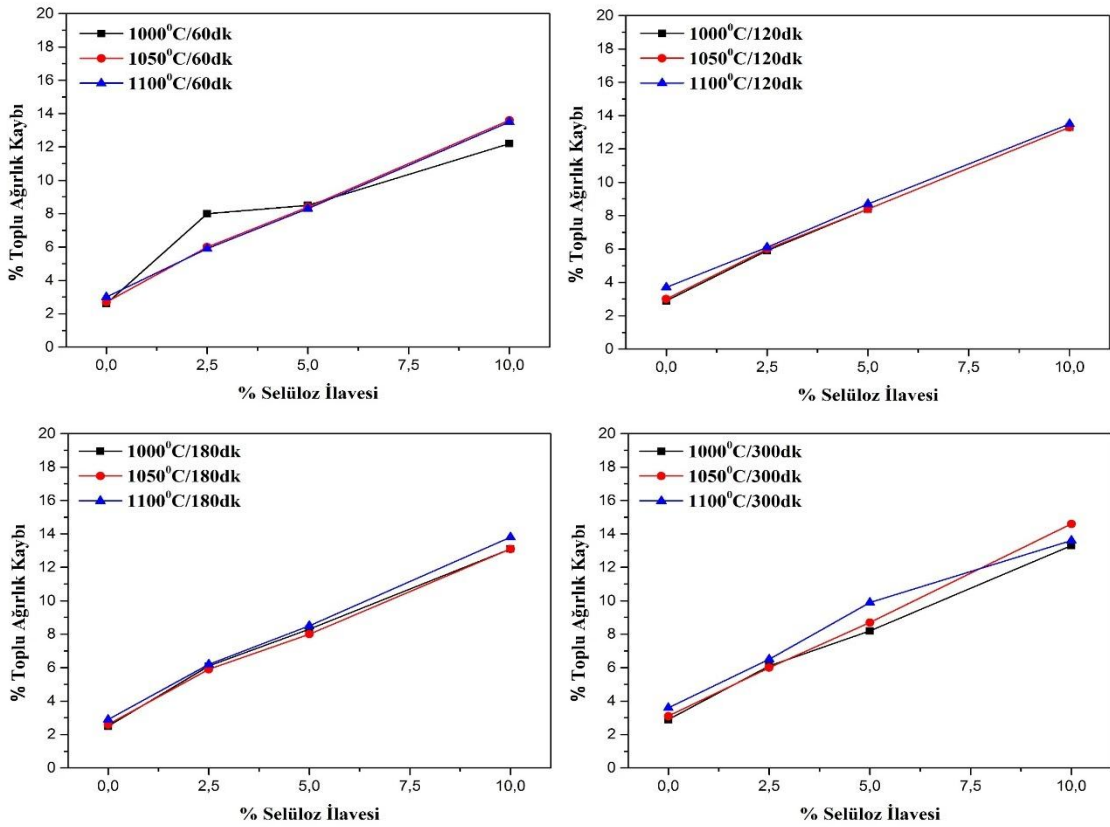 20
18
16
14
12
10
8
6
4
2
0
% Toplu Ağırlık Kaybı
1000⁰C/60dk
1050⁰C/60dk
1100⁰C/60dk
0,0 2,5 5,0 7,5 10,0
% Selüloz İlavesi
20
18
16
14
12
10
8
6
4
2
0
% Toplu Ağırlık Kaybı
1000⁰C/120dk
1050⁰C/120dk
1100⁰C/120dk
0,0 2,5 5,0 7,5 10,0
% Selüloz İlavesi
20
18
16
14
12
10
8
6
4
2
0
% Toplu Ağırlık Kaybı
1000⁰C/180dk
1050⁰C/180dk
1100⁰C/180dk
0,0 2,5 5,0 7,5 10,0
% Selüloz İlavesi
20
18
16
14
12
10
8
6
4
2
0
% Toplu Ağırlık Kaybı
1000⁰C/300dk
1050⁰C/300dk
1100⁰C/300dk
0,0 2,5 5,0 7,5 10,0
% Selüloz İlavesi